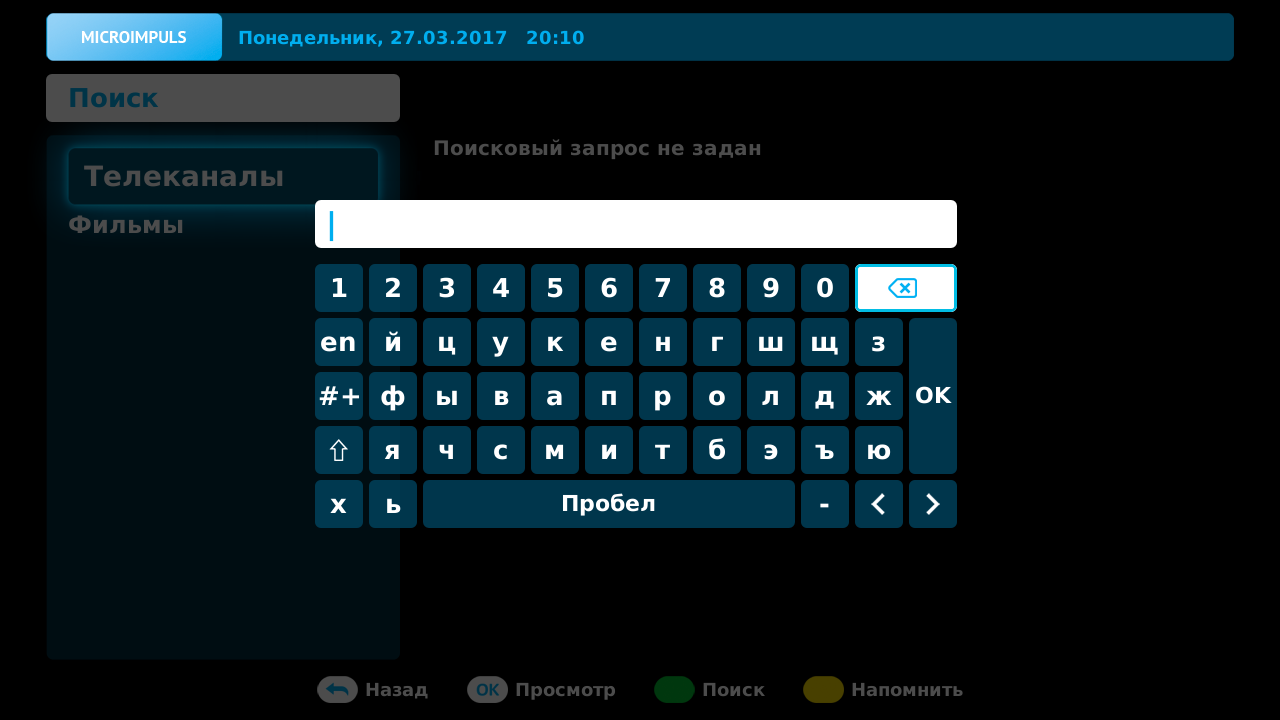 MICROIMPULS Понедельник, 27.03.2017 20:10
Поиск
Поисковый запрос не задан
Телеканалы
Фильмы
1 2 3 4 5 6 7 8 9 0
en й ц у к е н г ш щ з
#+ ф ы в а п р о л д ж OK
я ч с м и т б э ъ ю
х ь Пробел -
Назад OK Просмотр Поиск Напомнить